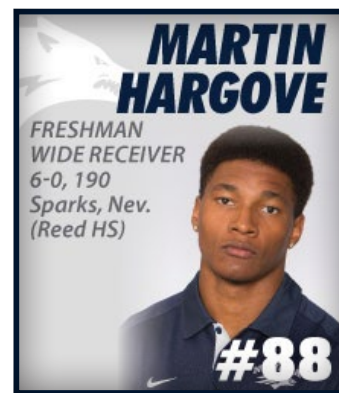 MARTIN
HARGOVE
FRESHMAN
WIDE RECEIVER
6-0, 190
Sparks, Nev.
(Reed HS)
#88